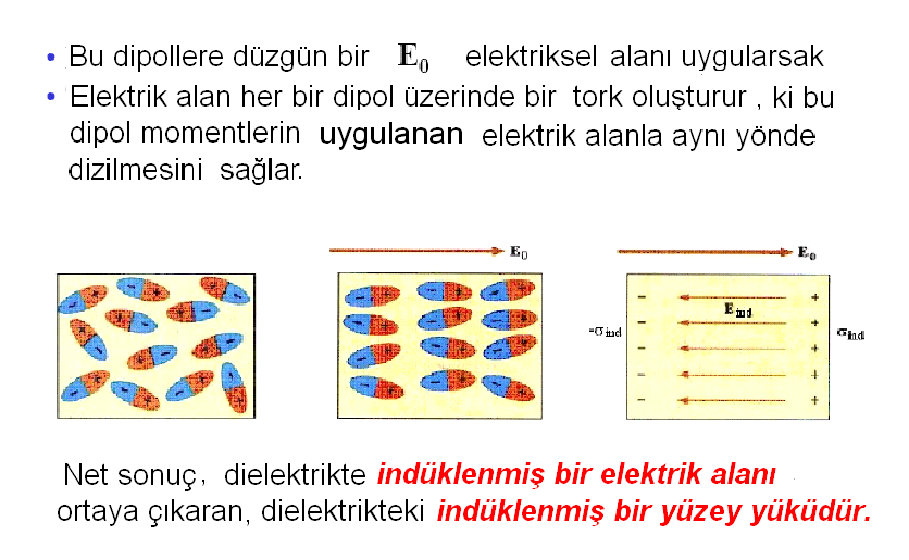 • Bu dipollere düzgün bir E₀ elektriksel alanı uygularsak
• Elektrik alan her bir dipol üzerinde bir tork oluşturur , ki bu
dipol momentlerin uygulanan elektrik alanla aynı yönde
dizilmesini sağlar.
E₀
E₀
E ind
-σ ind
σind
Net sonuç, dielektrikte indüklenmiş bir elektrik alanı
ortaya çıkaran, dielektrikteki indüklenmiş bir yüzey yüküdür.